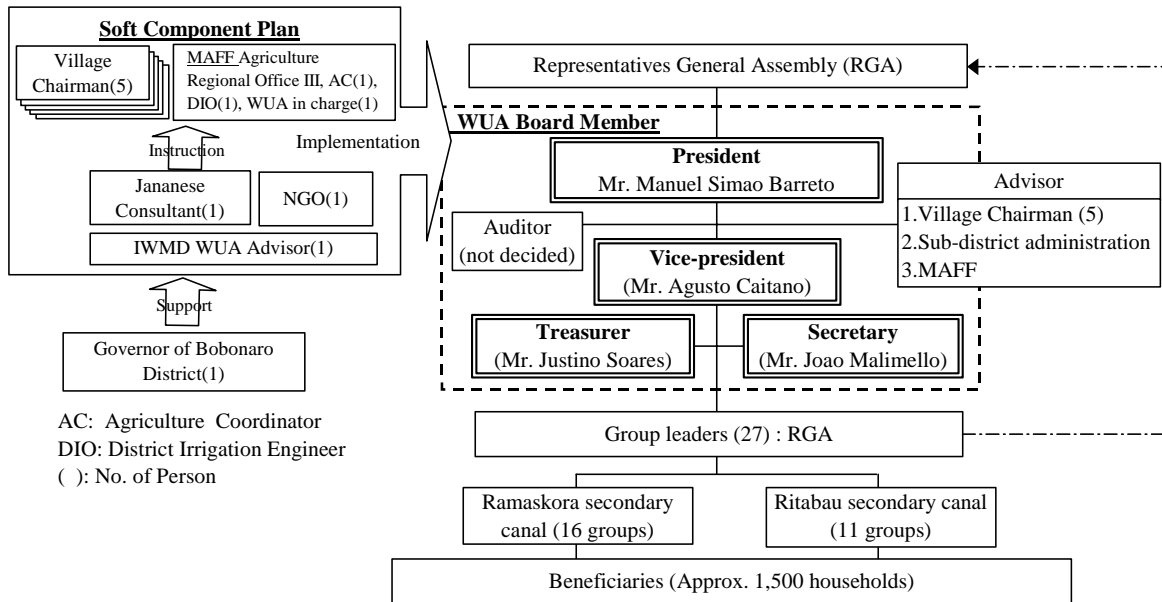 Soft Component Plan
Village
Chairman(5)
MAFF Agriculture
Regional Office III, AC(1),
DIO(1), WUA in charge(1)
Instruction
Implementation
Jananese
Consultant(1)
NGO(1)
IWMD WUA Advisor(1)
Support
Governor of Bobonaro
District(1)
AC: Agriculture Coordinator
DIO: District Irrigation Engineer
( ): No. of Person
Representatives General Assembly (RGA)
WUA Board Member
President
Mr. Manuel Simao Barreto
Auditor
(not decided)
Advisor
1.Village Chairman (5)
2.Sub-district administration
3.MAFF
Vice-president
(Mr. Agusto Caitano)
Treasurer
(Mr. Justino Soares)
Secretary
(Mr. Joao Malimello)
Group leaders (27) : RGA
Ramaskora secondary
canal (16 groups)
Ritabau secondary canal
(11 groups)
Beneficiaries (Approx. 1,500 households)